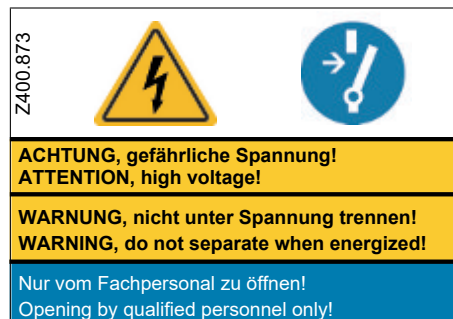 Z400.873
ACHTUNG, gefährliche Spannung!
ATTENTION, high voltage!
WARNUNG, nicht unter Spannung trennen!
WARNING, do not separate when energized!
Nur vom Fachpersonal zu öffnen!
Opening by qualified personnel only!